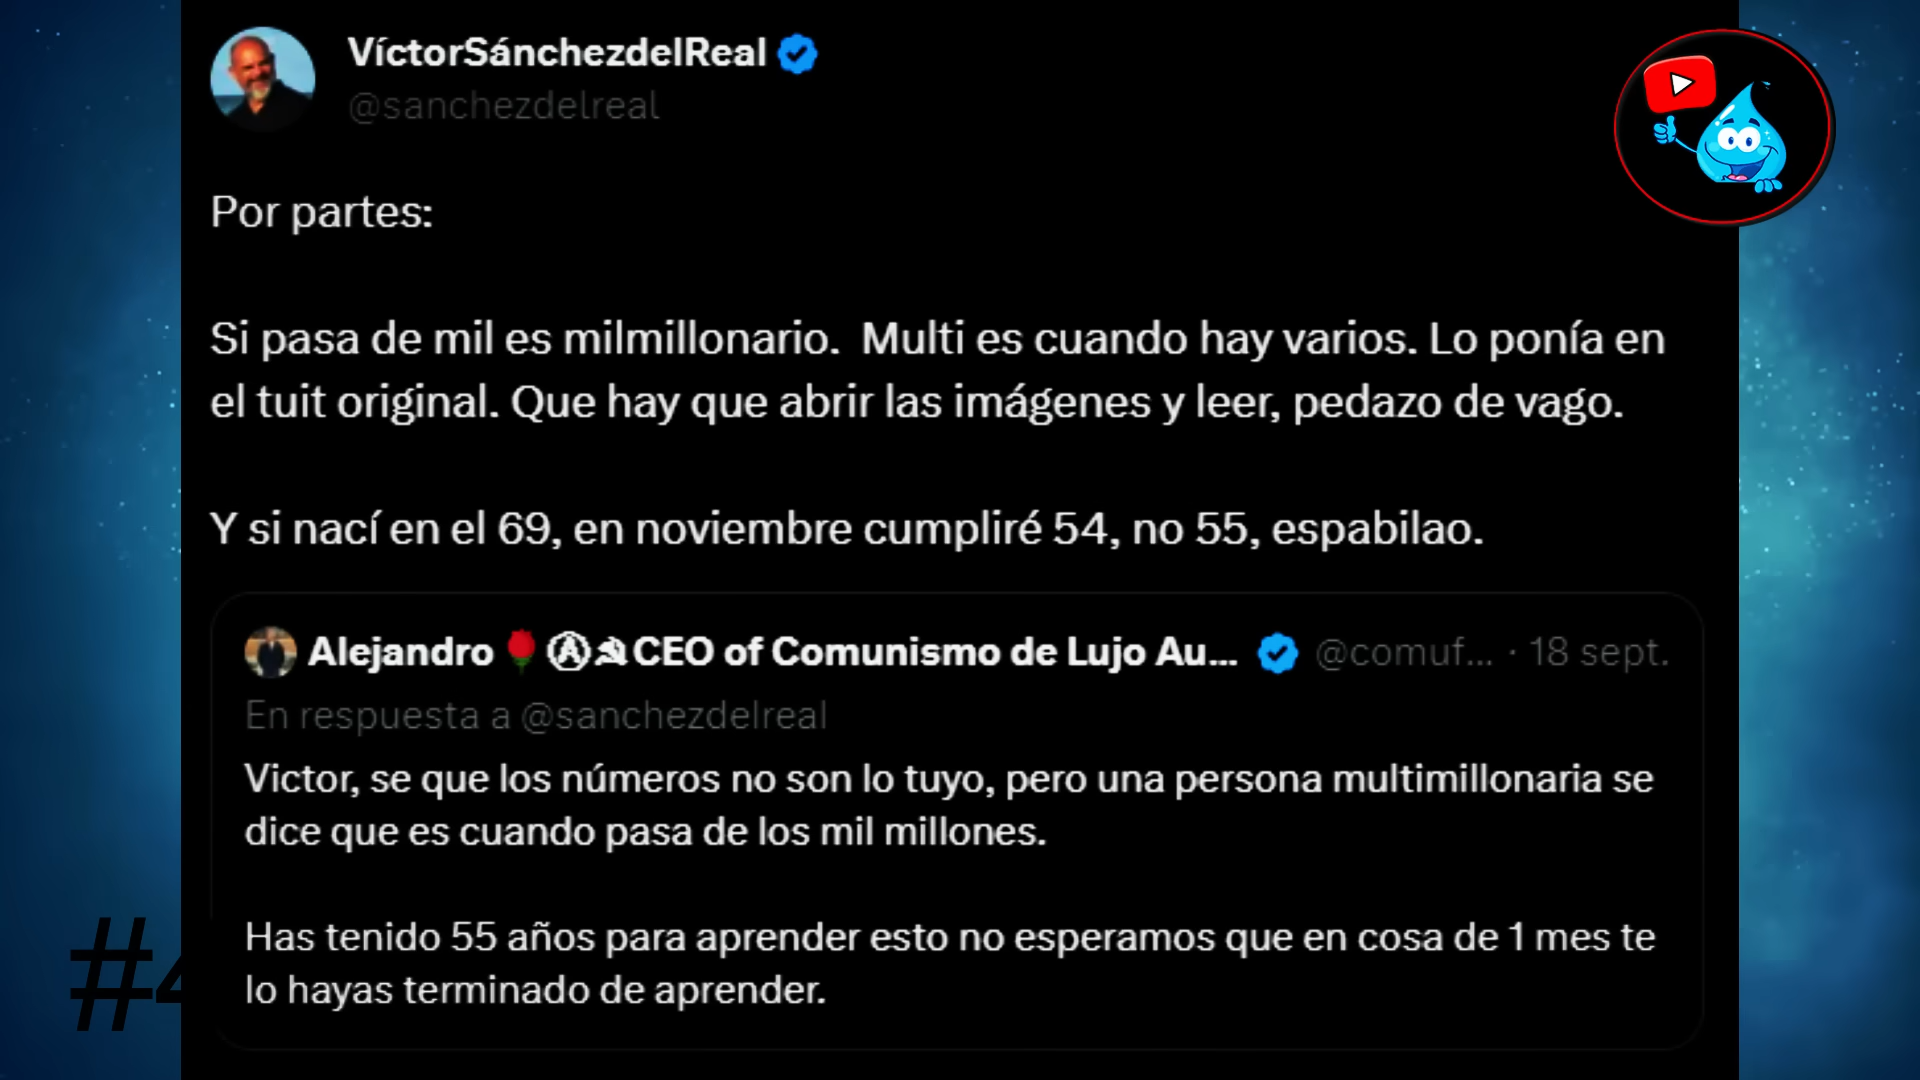 VíctorSánchezdelReal
@sanchezdelreal
Por partes:
Si pasa de mil es milmillonario. Multi es cuando hay varios. Lo ponía en
el tuit original. Que hay que abrir las imágenes y leer, pedazo de vago.
Y si nací en el 69, en noviembre cumpliré 54, no 55, espabilao.
Alejandro🌹Ⓐ☭CEO of Comunismo de Lujo Au... @comuf... · 18 sept.
En respuesta a @sanchezdelreal
Victor, se que los números no son lo tuyo, pero una persona multimillonaria se
dice que es cuando pasa de los mil millones.
Has tenido 55 años para aprender esto no esperamos que en cosa de 1 mes te
lo hayas terminado de aprender.